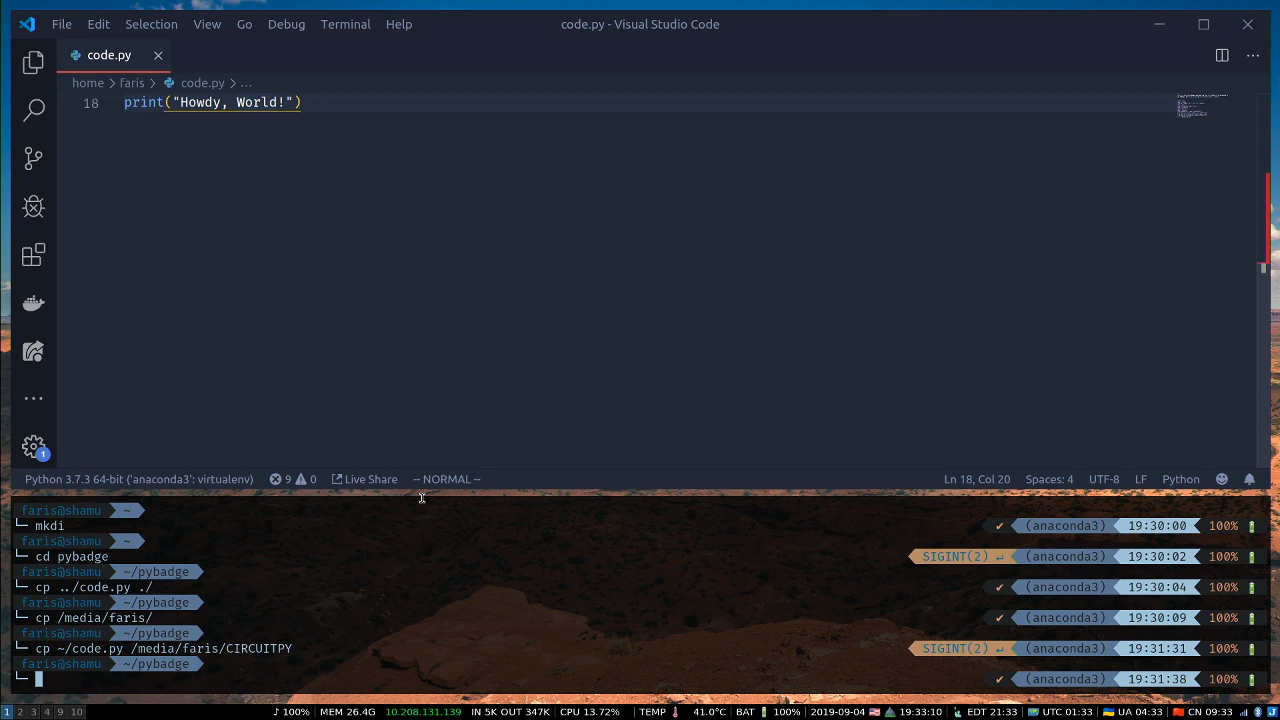 File Edit Selection View Go Debug Terminal Help code.py - Visual Studio Code
code.py
home > faris > code.py > ...
18 print("Howdy, World!")
1
Python 3.7.3 64-bit ('anaconda3': virtualenv) 9 0 Live Share -- NORMAL -- Ln 18, Col 20 Spaces: 4 UTF-8 LF Python
faris@shamu ~
mkdi ✔ (anaconda3) 19:30:00 100%
faris@shamu ~
cd pybadge SIGINT(2) ↵ (anaconda3) 19:30:02 100%
faris@shamu ~/pybadge
cp ../code.py ./ ✔ (anaconda3) 19:30:04 100%
faris@shamu ~/pybadge
cp /media/faris/ ✔ (anaconda3) 19:30:09 100%
faris@shamu ~/pybadge
cp ~/code.py /media/faris/CIRCUITPY SIGINT(2) ↵ (anaconda3) 19:31:31 100%
faris@shamu ~/pybadge
✔ (anaconda3) 19:31:38 100%
1 2 3 4 9 10 ♪ 100% MEM 26.4G 10.208.131.139 IN 5K OUT 347K CPU 13.72% TEMP 41.0°C BAT 100% 2019-09-04 19:33:10 EDT 21:33 UTC 01:33 UA 04:33 CN 09:33